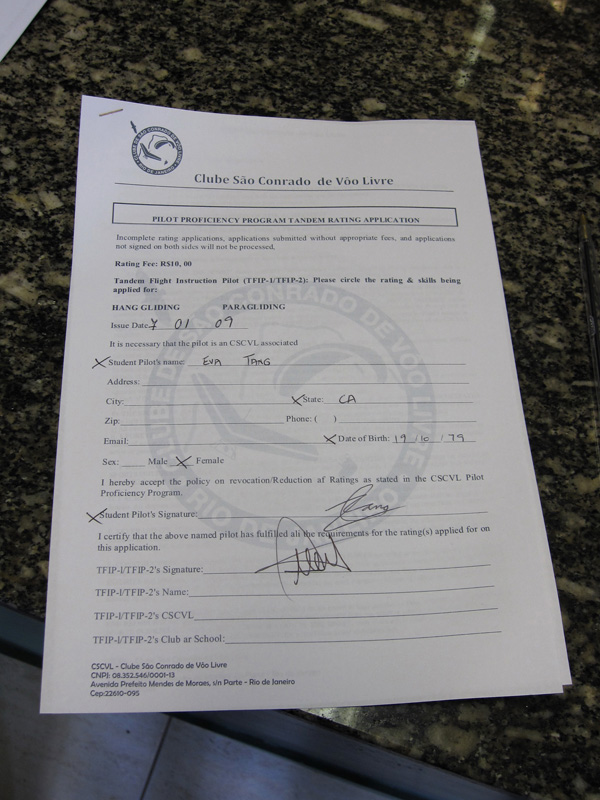 Clube São Conrado de Vôo Livre
PILOT PROFICIENCY PROGRAM TANDEM RATING APPLICATION
Incomplete rating applications, applications submitted without appropriate fees, and applications
not signed on both sides will not be processed.
Rating Fee: R$10, 00
Tandem Flight Instruction Pilot (TFIP-1/TFIP-2): Please circle the rating & skills being
applied for:
HANG GLIDING PARAGLIDING
Issue Date: 7 01 09
It is necessary that the pilot is an CSCVL associated
X Student Pilot's name: EVA TANG
Address:
City: X State: CA
Zip: Phone: ( )
Email: X Date of Birth: 19 / 10 / 79
Sex: Male X Female
I hereby accept the policy on revocation/Reduction af Ratings as stated in the CSCVL Pilot
Proficiency Program.
X Student Pilot's Signature: Tang
I certify that the above named pilot has fulfilled all the requirements for the rating(s) applied for on
this application.
TFIP-I/TFIP-2's Signature:
TFIP-I/TFIP-2's Name:
TFIP-I/TFIP-2's CSCVL
TFIP-I/TFIP-2's Club ar School:
CSCVL - Clube São Conrado de Vôo Livre
CNPJ: 08.352.546/0001-13
Avenida Prefeito Mendes de Moraes, s/n Parte - Rio de Janeiro
Cep:22610-095